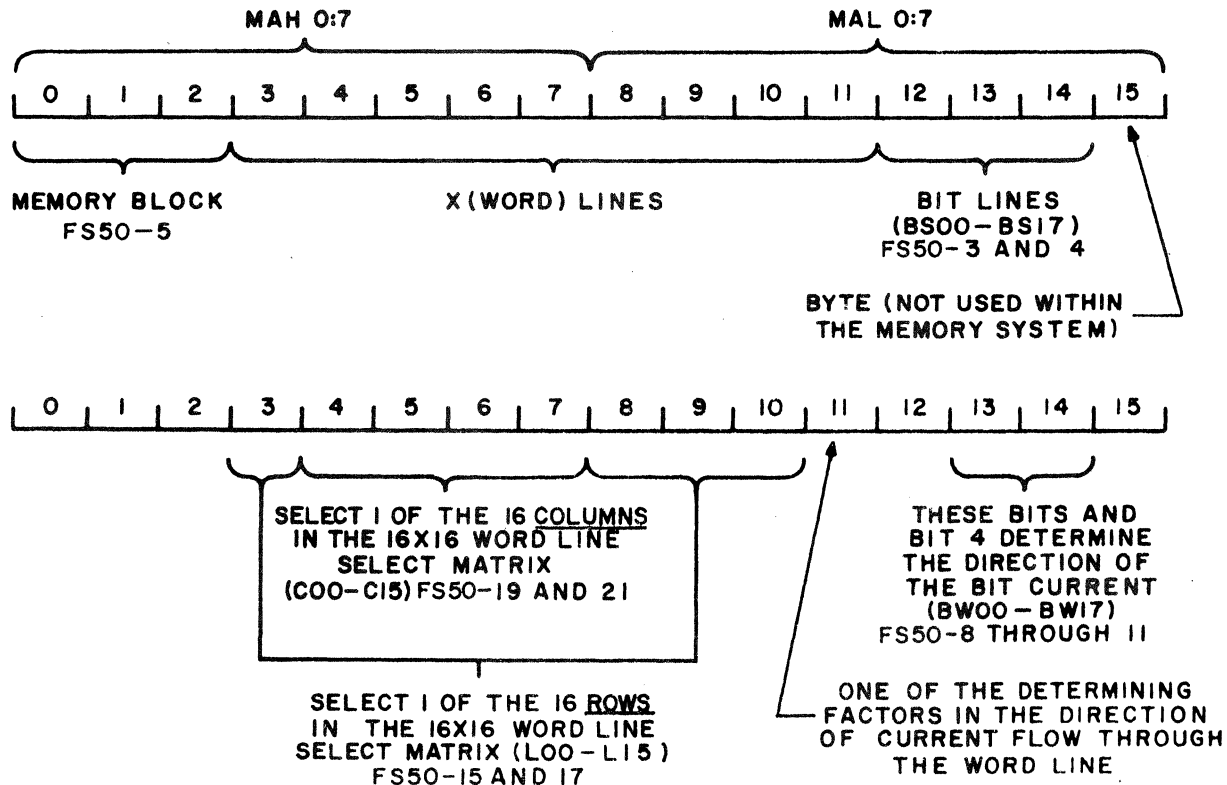 MAH 0:7 MAL 0:7
0 1 2 3 4 5 6 7 8 9 10 11 12 13 14 15
MEMORY BLOCK
FS50-5
X (WORD) LINES
BIT LINES
(BS00-BS17)
FS50-3 AND 4
BYTE (NOT USED WITHIN
THE MEMORY SYSTEM)
0 1 2 3 4 5 6 7 8 9 10 11 12 13 14 15
SELECT 1 OF THE 16 COLUMNS
IN THE 16X16 WORD LINE
SELECT MATRIX
(C00-C15) FS50-19 AND 21
THESE BITS AND
BIT 4 DETERMINE
THE DIRECTION OF
THE BIT CURRENT
(BW00-BW17)
FS50-8 THROUGH 11
SELECT 1 OF THE 16 ROWS
IN THE 16X16 WORD LINE
SELECT MATRIX (L00-L15)
FS50-15 AND 17
ONE OF THE DETERMINING
FACTORS IN THE DIRECTION
OF CURRENT FLOW THROUGH
THE WORD LINE